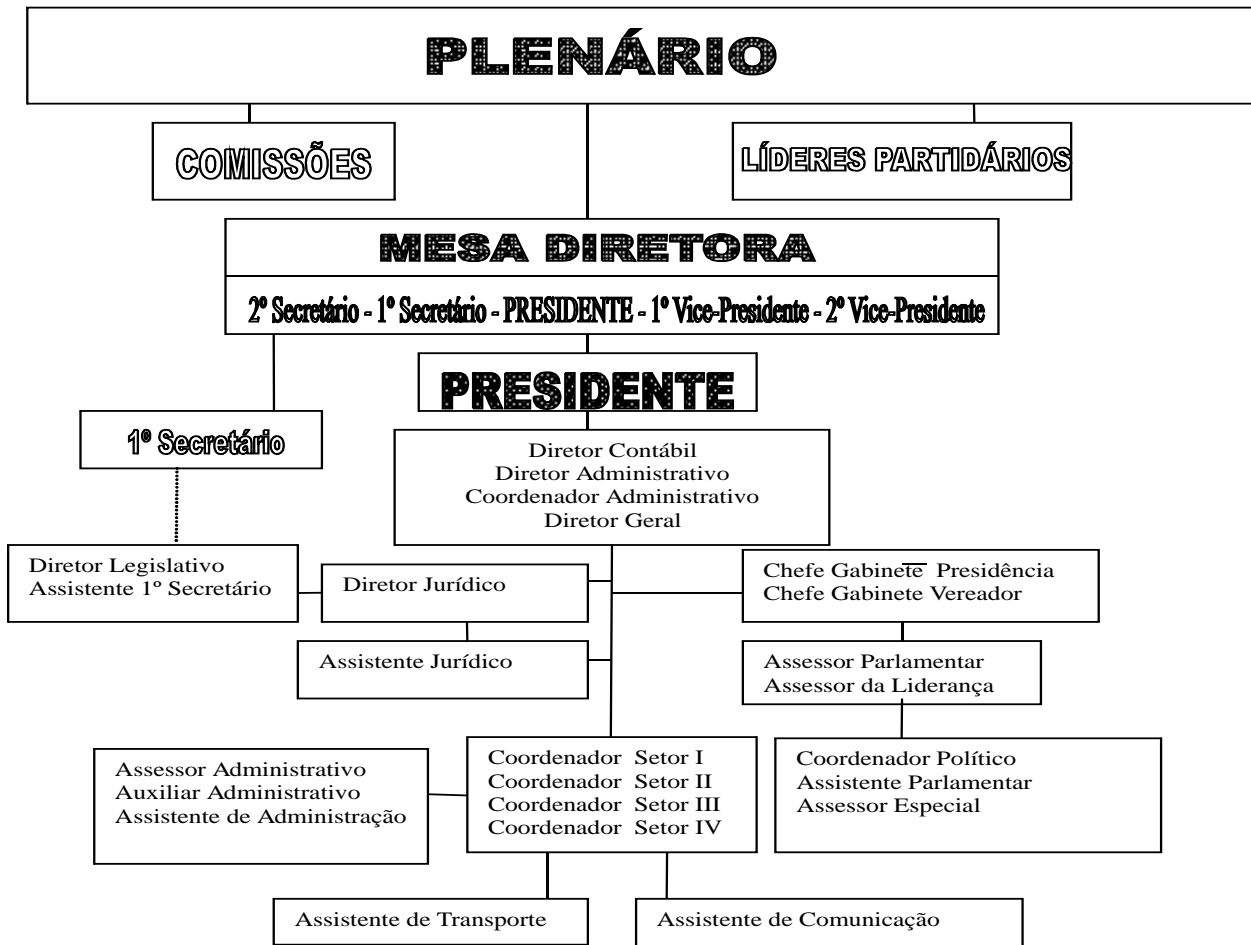 PLENÁRIO
COMISSÕES
LÍDERES PARTIDÁRIOS
MESA DIRETORA
2º Secretário - 1º Secretário - PRESIDENTE - 1º Vice-Presidente - 2º Vice-Presidente
PRESIDENTE
1º Secretário
Diretor Contábil
Diretor Administrativo
Coordenador Administrativo
Diretor Geral
Diretor Legislativo
Assistente 1º Secretário
Diretor Jurídico
Chefe Gabinete Presidência
Chefe Gabinete Vereador
Assistente Jurídico
Assessor Parlamentar
Assessor da Liderança
Assessor Administrativo
Auxiliar Administrativo
Assistente de Administração
Coordenador Setor I
Coordenador Setor II
Coordenador Setor III
Coordenador Setor IV
Coordenador Político
Assistente Parlamentar
Assessor Especial
Assistente de Transporte
Assistente de Comunicação